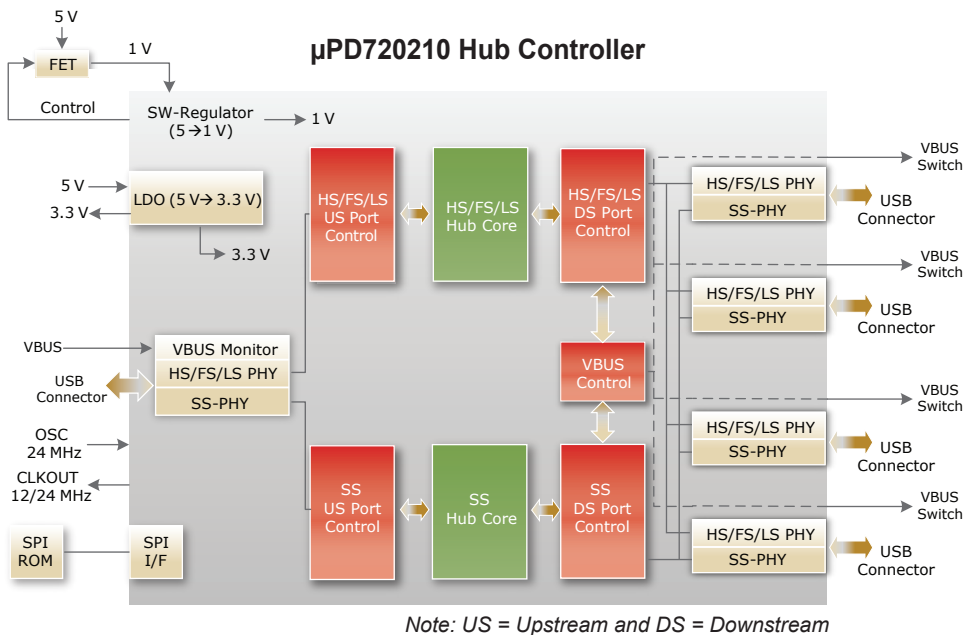 µPD720210 Hub Controller
5 V
FET
1 V
Control
SW-Regulator
(5→1 V)
1 V
5 V
3.3 V
LDO (5 V→ 3.3 V)
3.3 V
VBUS
VBUS Monitor
HS/FS/LS PHY
SS-PHY
USB
Connector
OSC
24 MHz
CLKOUT
12/24 MHz
SPI
ROM
SPI
I/F
HS/FS/LS
US Port
Control
HS/FS/LS
Hub Core
HS/FS/LS
DS Port
Control
VBUS
Control
SS
US Port
Control
SS
Hub Core
SS
DS Port
Control
VBUS
Switch
HS/FS/LS PHY
SS-PHY
USB
Connector
VBUS
Switch
HS/FS/LS PHY
SS-PHY
USB
Connector
VBUS
Switch
HS/FS/LS PHY
SS-PHY
USB
Connector
VBUS
Switch
HS/FS/LS PHY
SS-PHY
USB
Connector
Note: US = Upstream and DS = Downstream